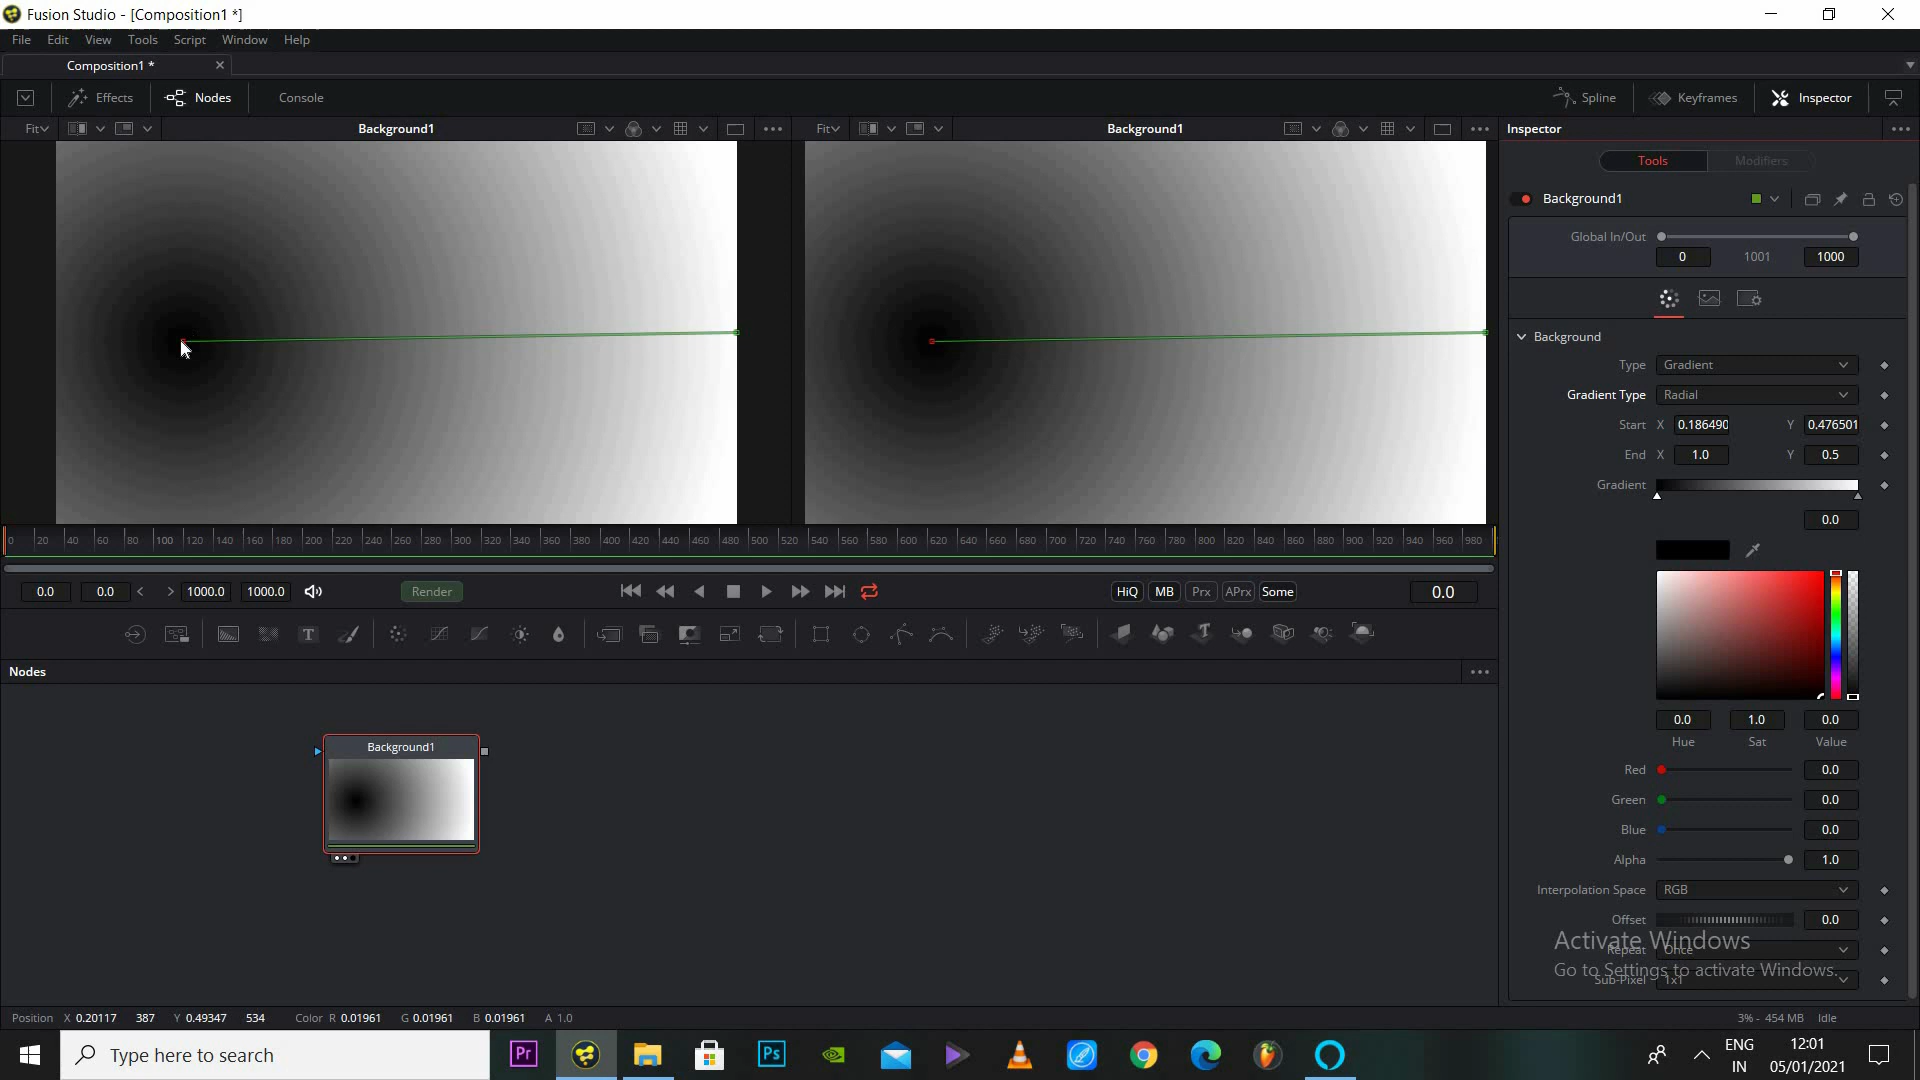 Fusion Studio - [Composition1 *]
File Edit View Tools Script Window Help
Composition1 *
Effects Nodes Console Spline Keyframes Inspector
Fit Background1 Fit Background1 Inspector
Tools Modifiers
Background1
Global In/Out
0 1001 1000
Background
Type Gradient
Gradient Type Radial
Start X 0.186490 Y 0.476501
End X 1.0 Y 0.5
Gradient
0.0
0 20 40 60 80 100 120 140 160 180 200 220 240 260 280 300 320 340 360 380 400 420 440 460 480 500 520 540 560 580 600 620 640 660 680 700 720 740 760 780 800 820 840 860 880 900 920 940 960 980
0.0 0.0 < > 1000.0 1000.0 Render HiQ MB Prx APrx Some 0.0
T T
Nodes
0.0 1.0 0.0
Hue Sat Value
Background1
Red 0.0
Green 0.0
Blue 0.0
Alpha 1.0
Interpolation Space RGB
Offset 0.0
Activate Windows
Repeat Once
Go to Settings to activate Windows.
Sub-Pixel 1x1
Position X 0.20117 387 Y 0.49347 534 Color R 0.01961 G 0.01961 B 0.01961 A 1.0 3% - 454 MB Idle
Type here to search
Pr Ps
ENG
IN
12:01
05/01/2021